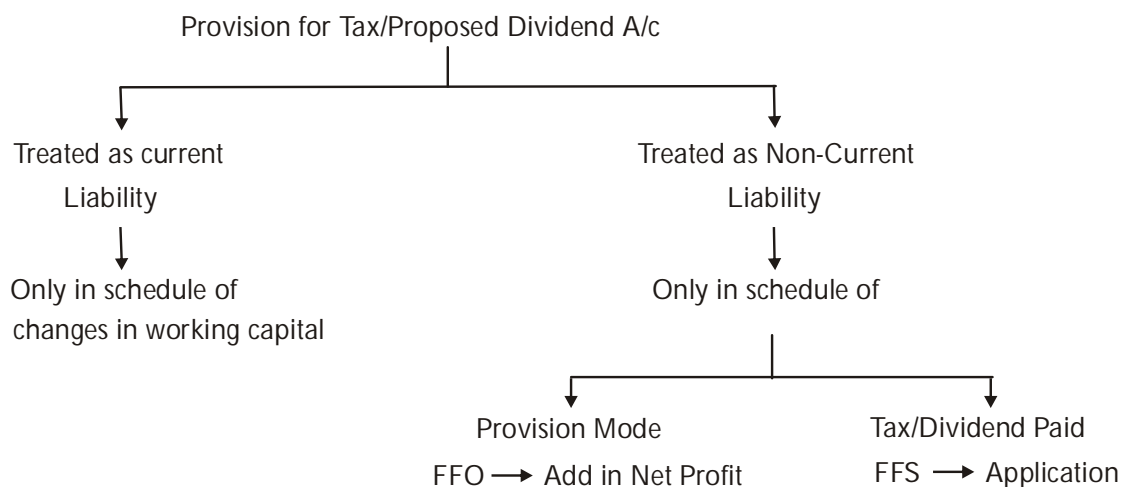 Provision for Tax/Proposed Dividend A/c
Treated as current
Liability
Only in schedule of
changes in working capital
Treated as Non-Current
Liability
Only in schedule of
Provision Mode
FFO → Add in Net Profit
Tax/Dividend Paid
FFS → Application